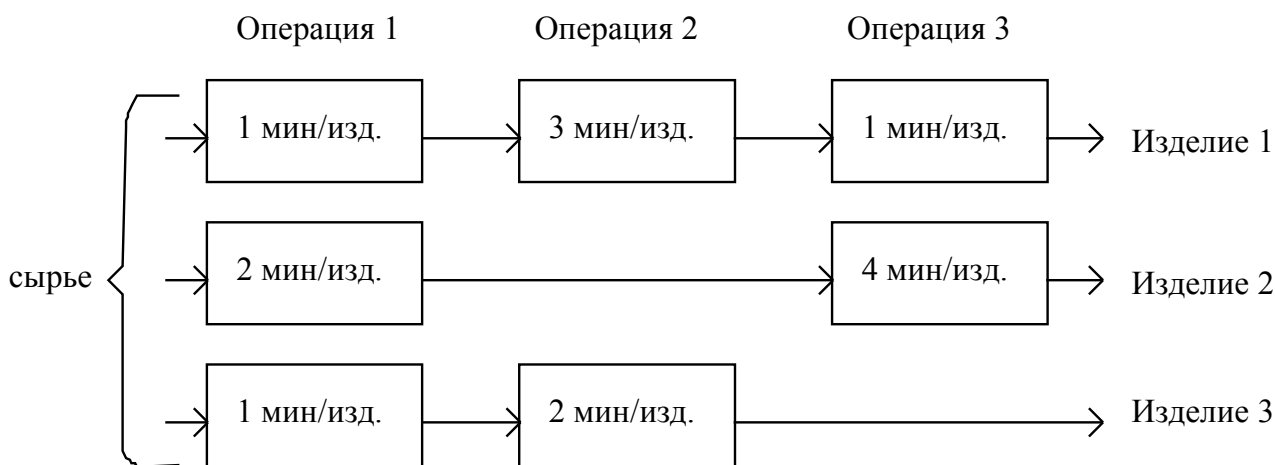 Операция 1 Операция 2 Операция 3
1 мин/изд. 3 мин/изд. 1 мин/изд. Изделие 1
сырье 2 мин/изд. 4 мин/изд. Изделие 2
1 мин/изд. 2 мин/изд. Изделие 3